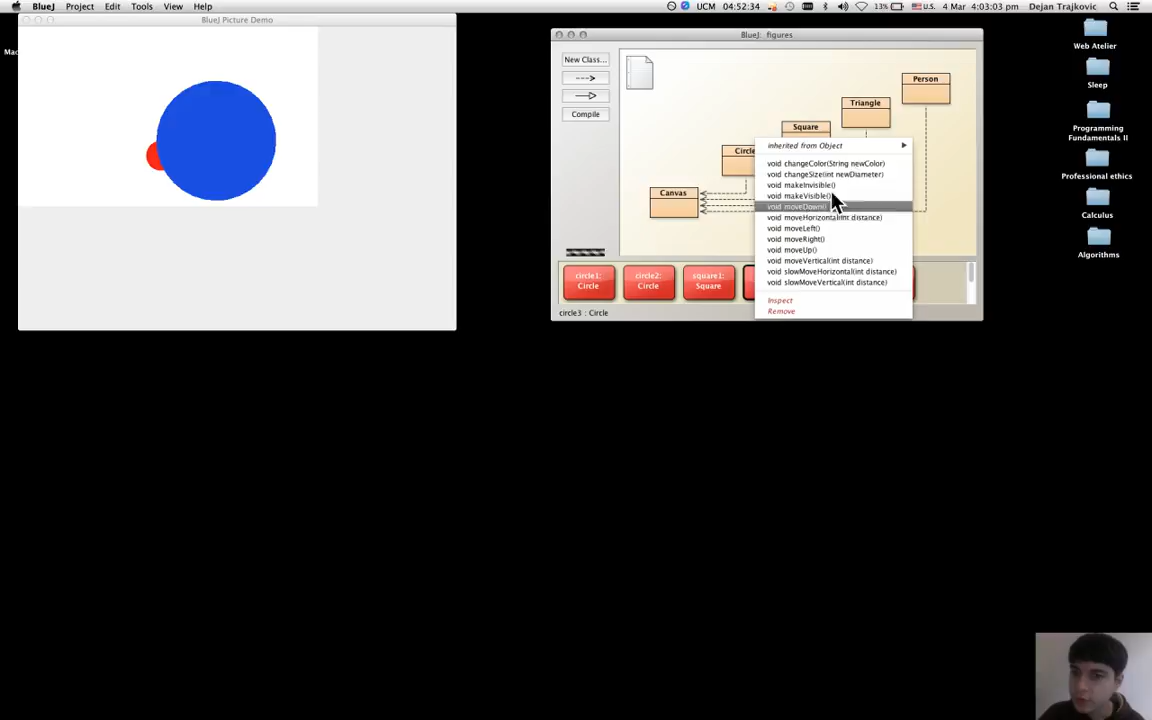 BlueJ Project Edit Tools View Help
UCM 04:52:34 13% U.S. 4 Mar 4:03:03 pm Dejan Trajkovic
BlueJ Picture Demo
Mac
BlueJ: figures
New Class...
Compile
Person
Triangle
Square
Circle
Canvas
inherited from Object
void changeColor(String newColor)
void changeSize(int newDiameter)
void makeInvisible()
void makeVisible()
void moveDown()
void moveHorizontal(int distance)
void moveLeft()
void moveRight()
void moveUp()
void moveVertical(int distance)
void slowMoveHorizontal(int distance)
void slowMoveVertical(int distance)
Inspect
Remove
circle1:
Circle
circle2:
Circle
square1:
Square
circle3 : Circle
Web Atelier
Sleep
Programming
Fundamentals II
Professional ethics
Calculus
Algorithms